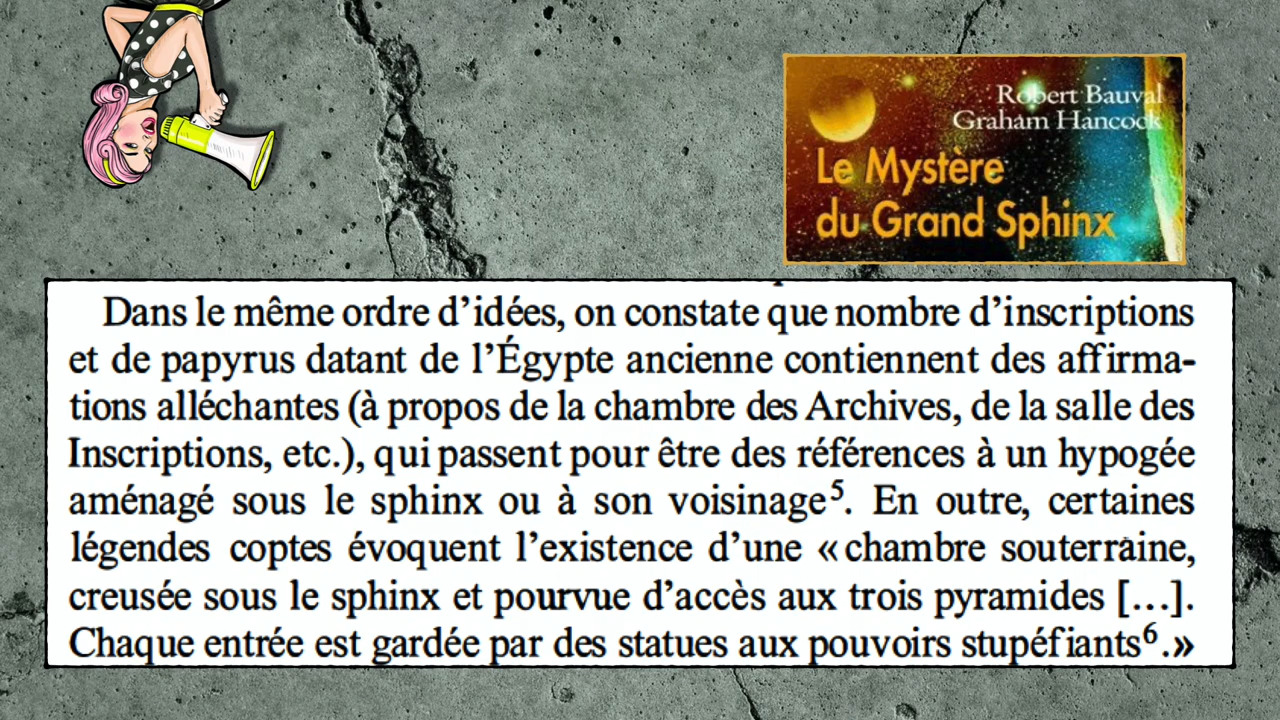 Robert Bauval
Graham Hancock
Le Mystère
du Grand Sphinx
Dans le même ordre d’idées, on constate que nombre d’inscriptions
et de papyrus datant de l’Égypte ancienne contiennent des affirma-
tions alléchantes (à propos de la chambre des Archives, de la salle des
Inscriptions, etc.), qui passent pour être des références à un hypogée
aménagé sous le sphinx ou à son voisinage⁵. En outre, certaines
légendes coptes évoquent l’existence d’une « chambre souterraine,
creusée sous le sphinx et pourvue d’accès aux trois pyramides [...].
Chaque entrée est gardée par des statues aux pouvoirs stupéfiants⁶.»